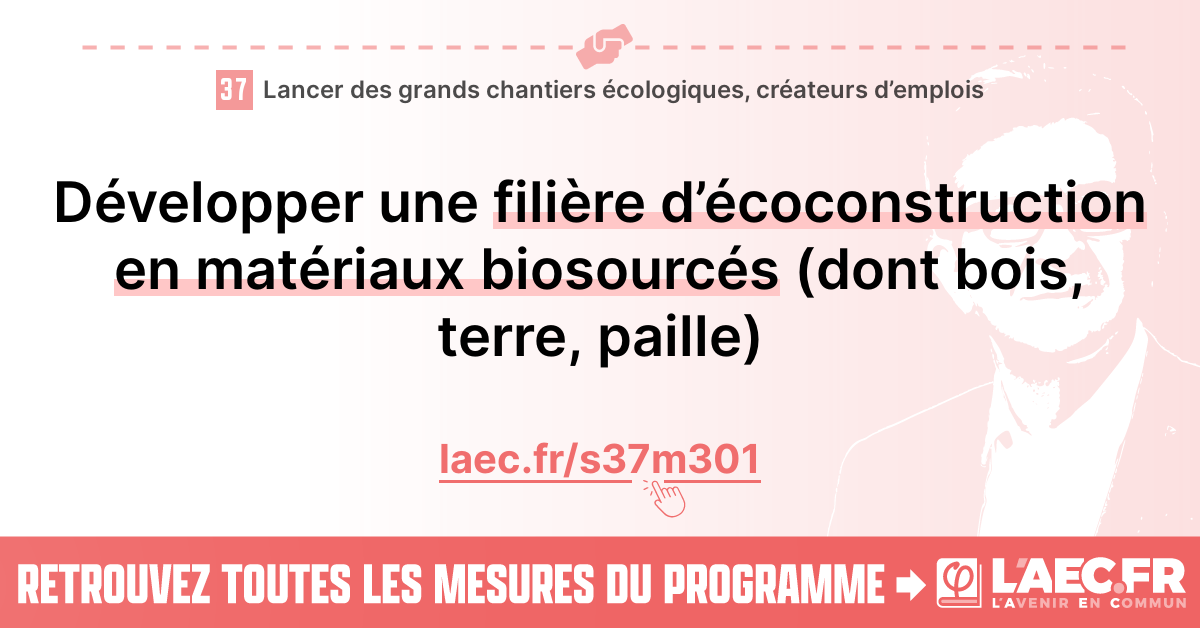 37 Lancer des grands chantiers écologiques, créateurs d’emplois
Développer une filière d’écoconstruction
en matériaux biosourcés (dont bois,
terre, paille)
laec.fr/s37m301
RETROUVEZ TOUTES LES MESURES DU PROGRAMME
L'AEC.FR
L'AVENIR EN COMMUN